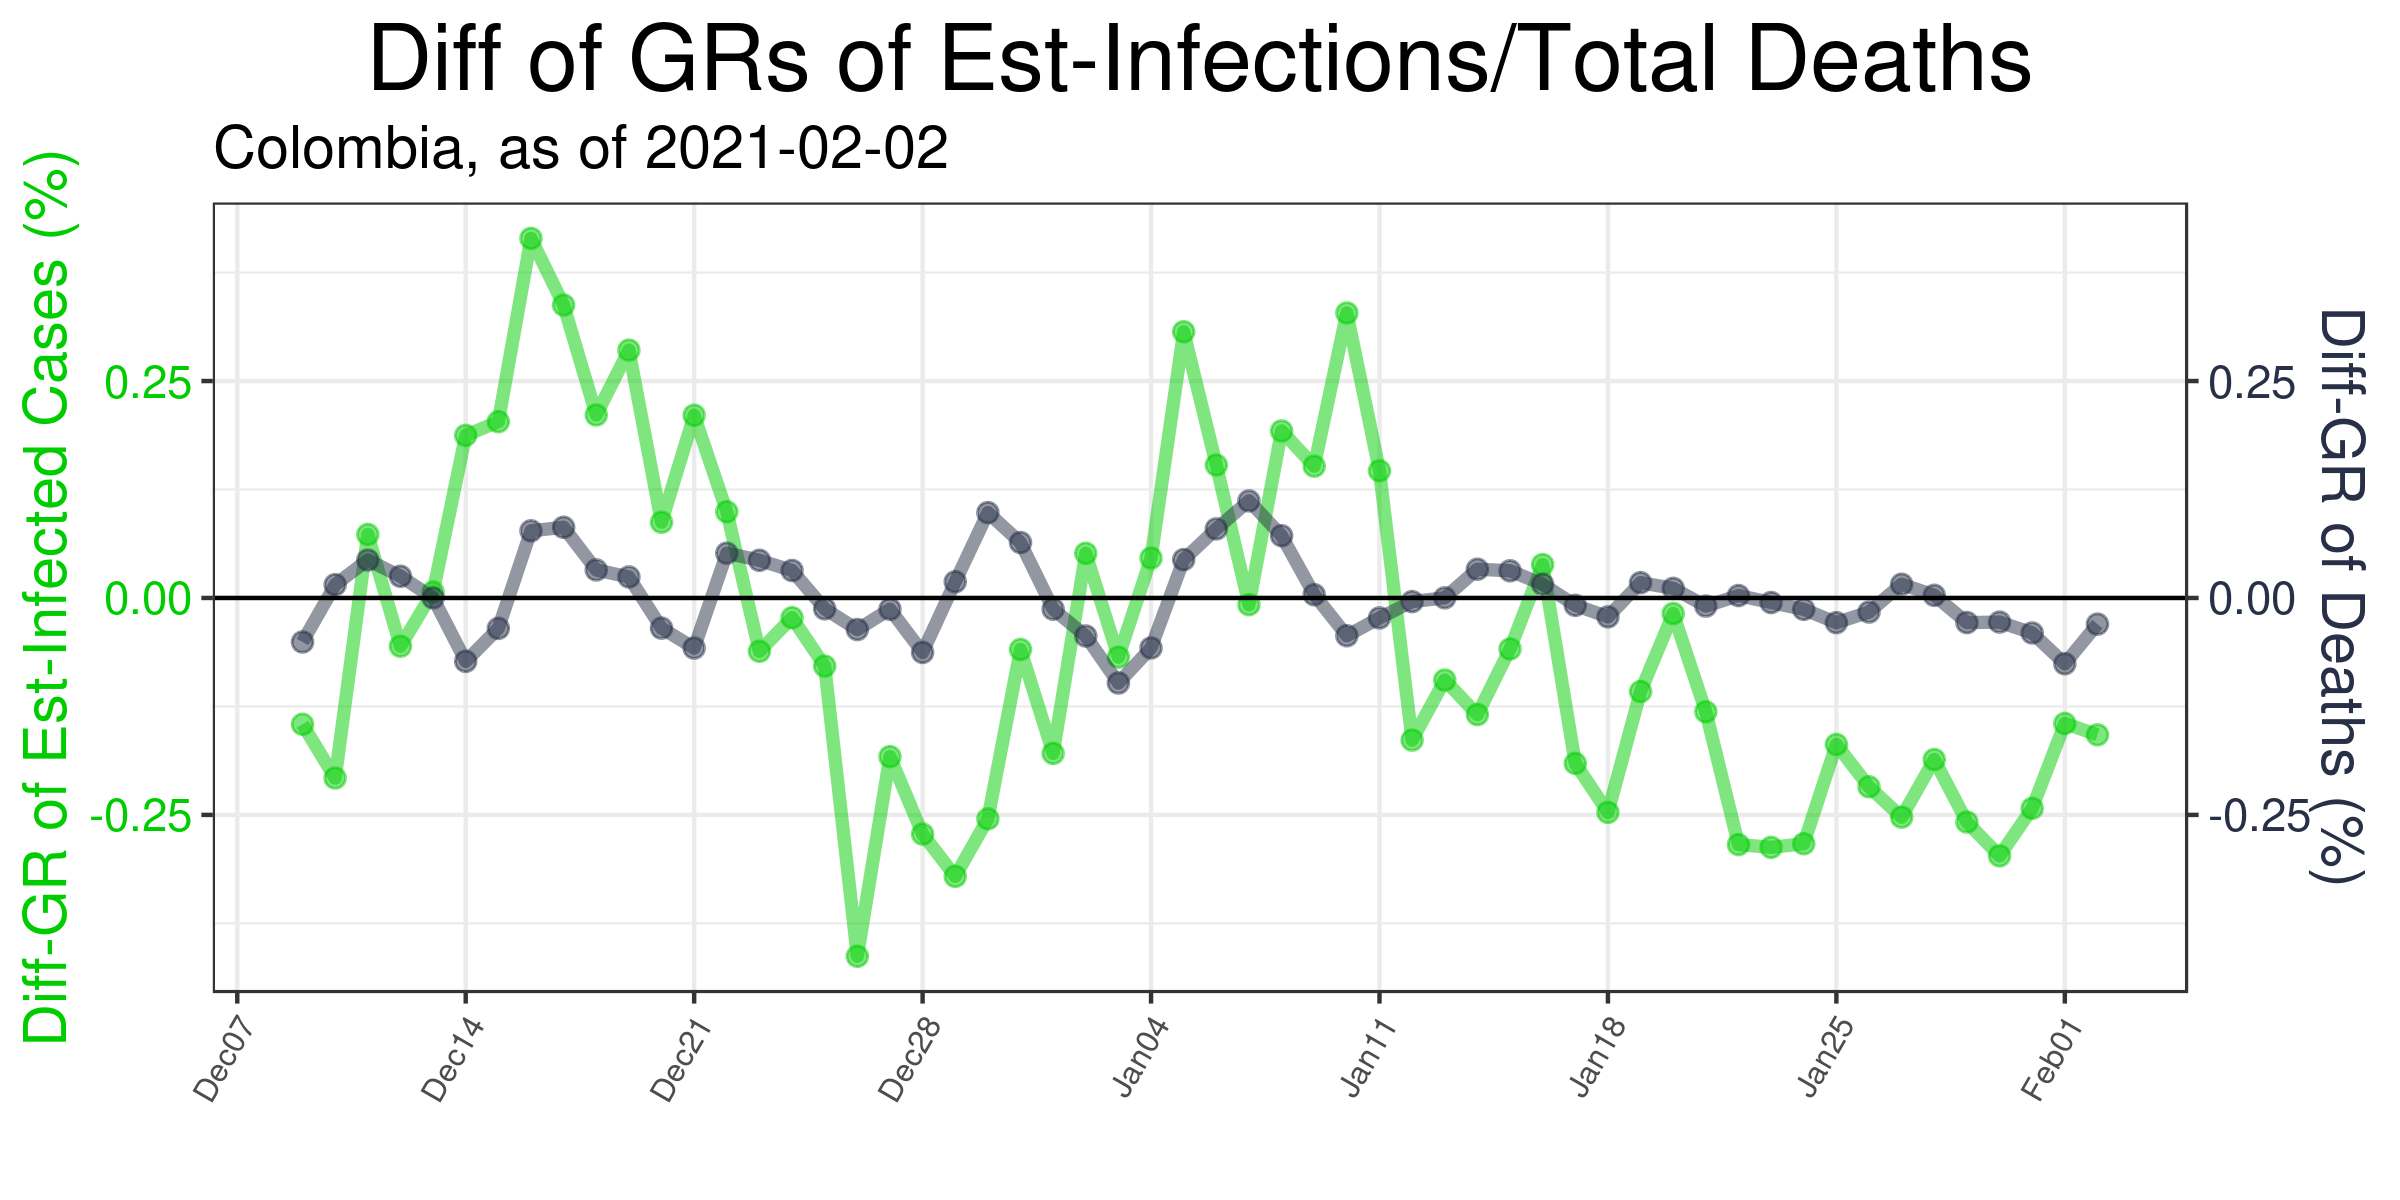 Diff of GRs of Est-Infections/Total Deaths
Colombia, as of 2021-02-02
Diff-GR of Est-Infected Cases (%)
0.25
0.00
-0.25
0.25
0.00
-0.25
Diff-GR of Deaths (%)
Dec07
Dec14
Dec21
Dec28
Jan04
Jan11
Jan18
Jan25
Feb01